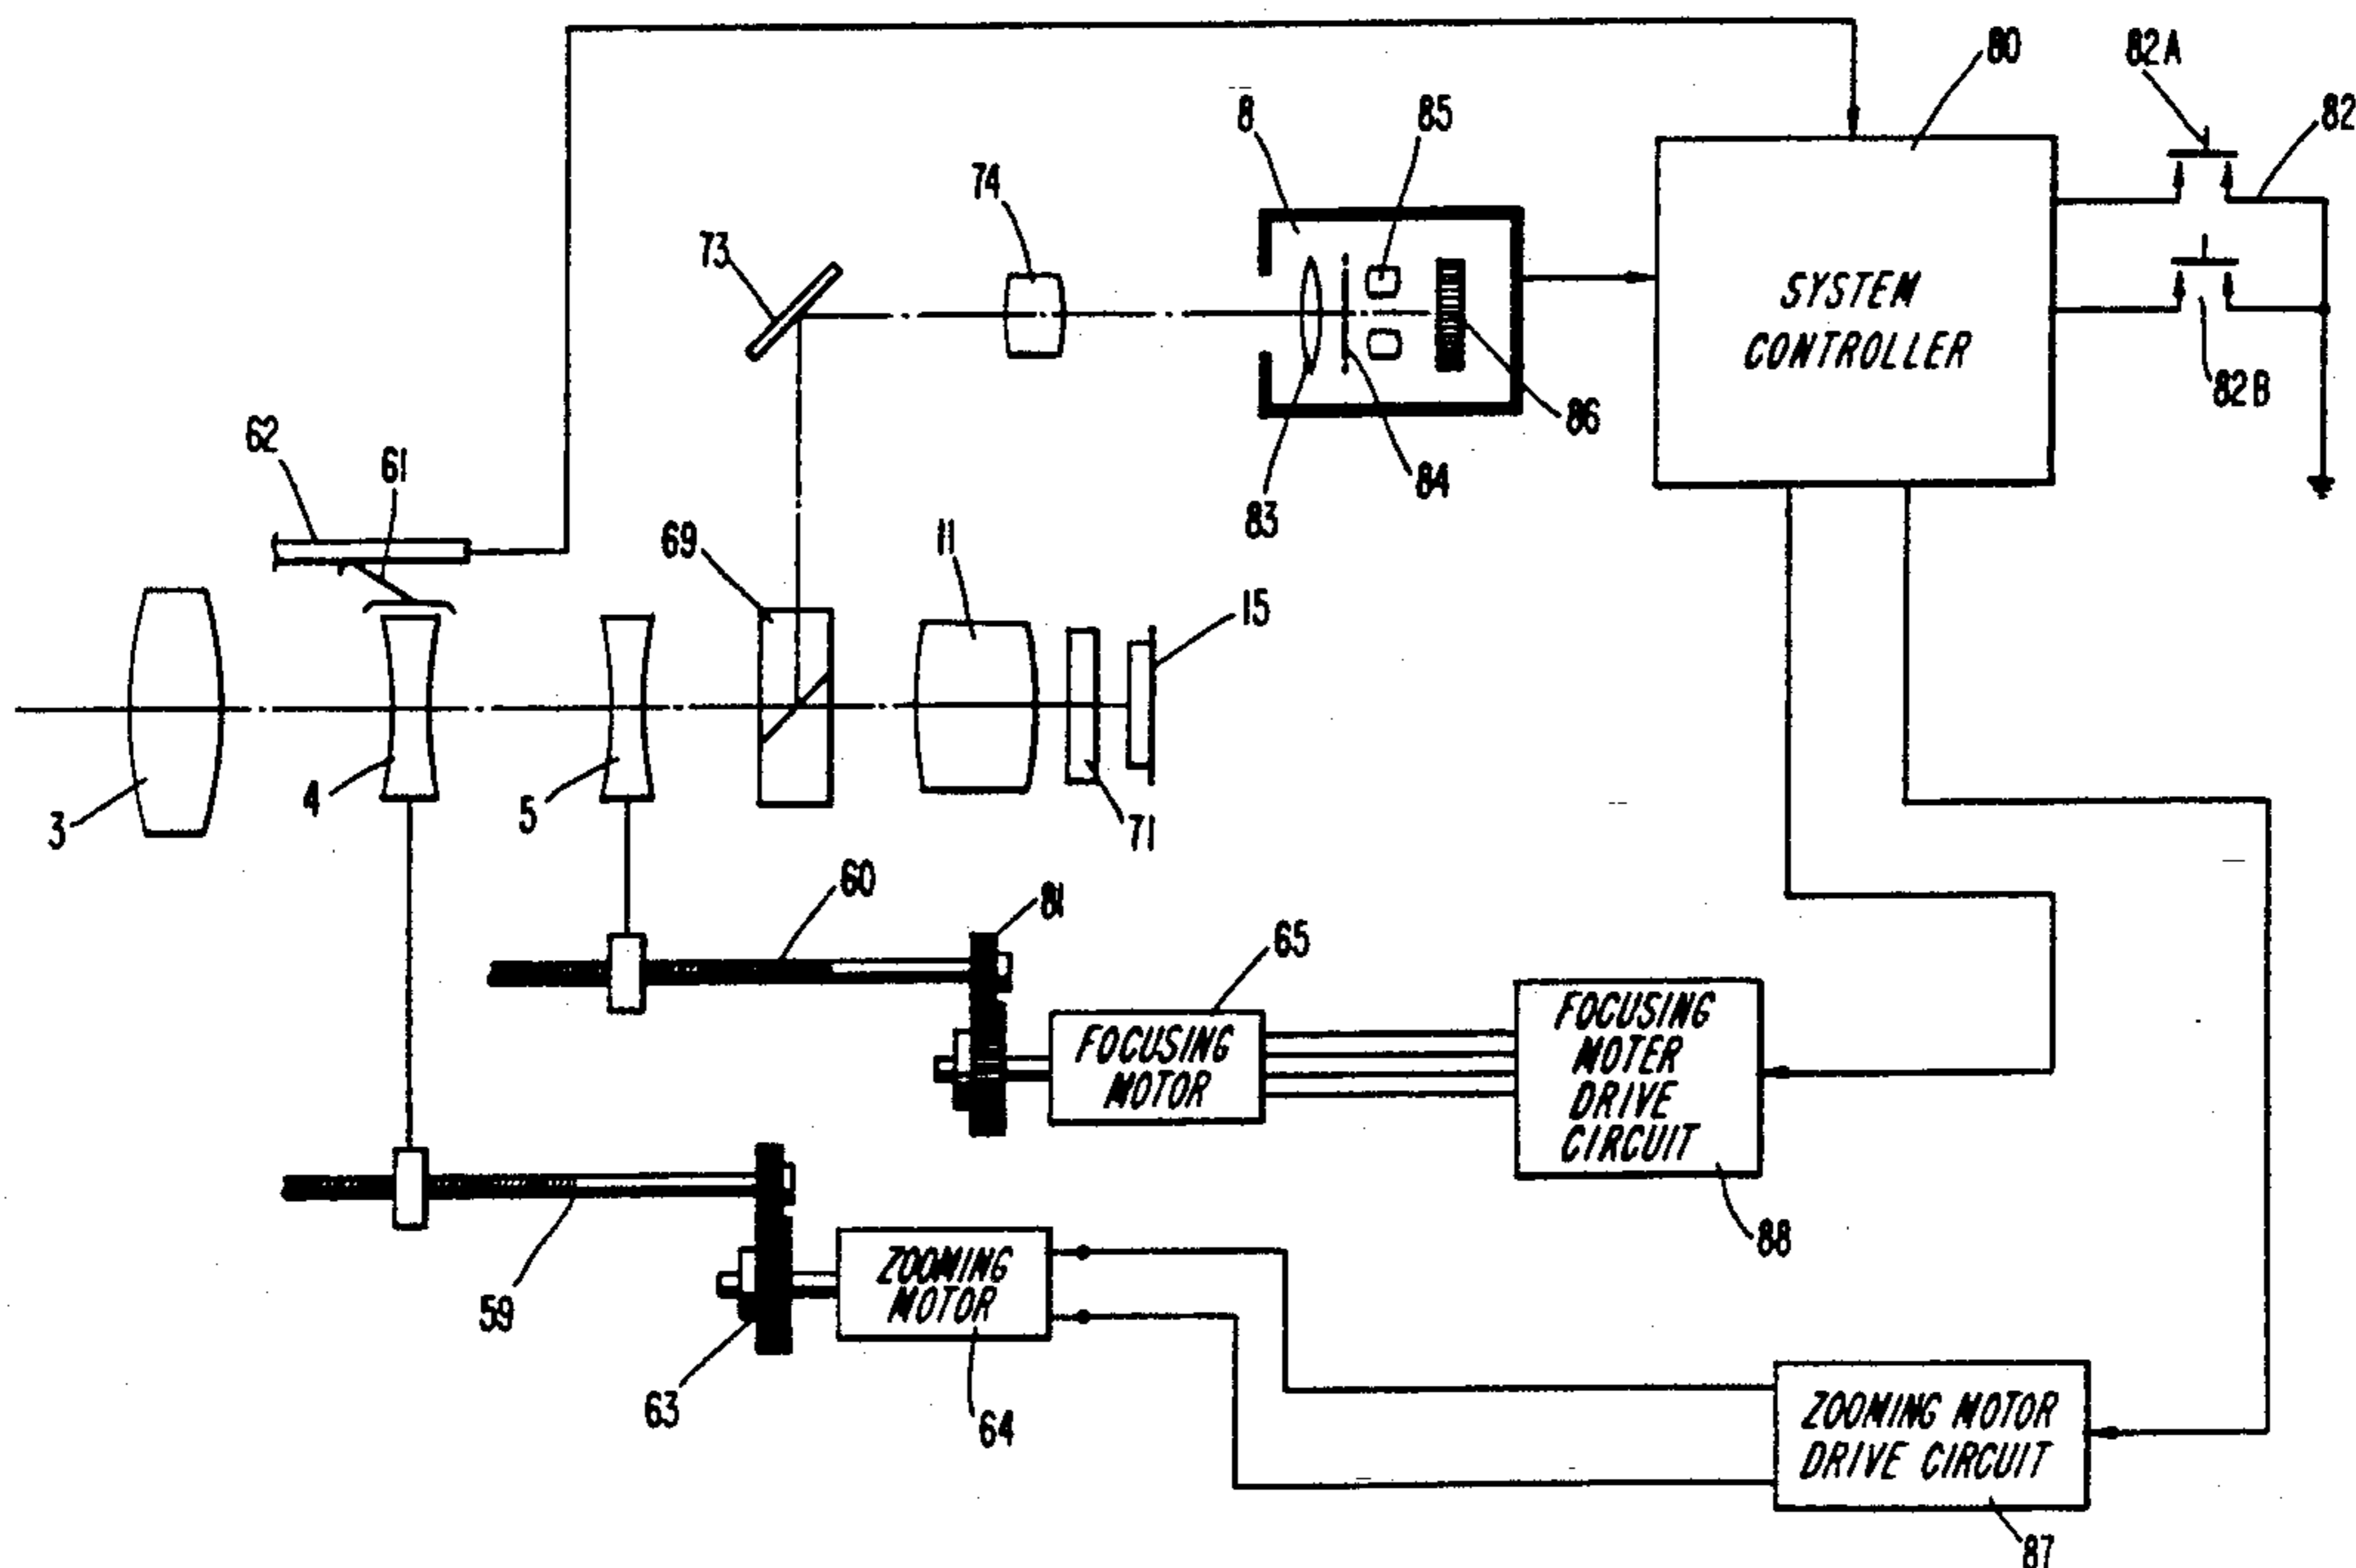 80
82A
82
8
85
74
73
SYSTEM
CONTROLLER
82B
86
84
83
62
61
69
11
15
3
4
5
71
60
81
65
FOCUSING
MOTOR
FOCUSING
MOTER
DRIVE
CIRCUIT
88
59
63
ZOOMING
MOTOR
64
ZOOMING MOTOR
DRIVE CIRCUIT
87